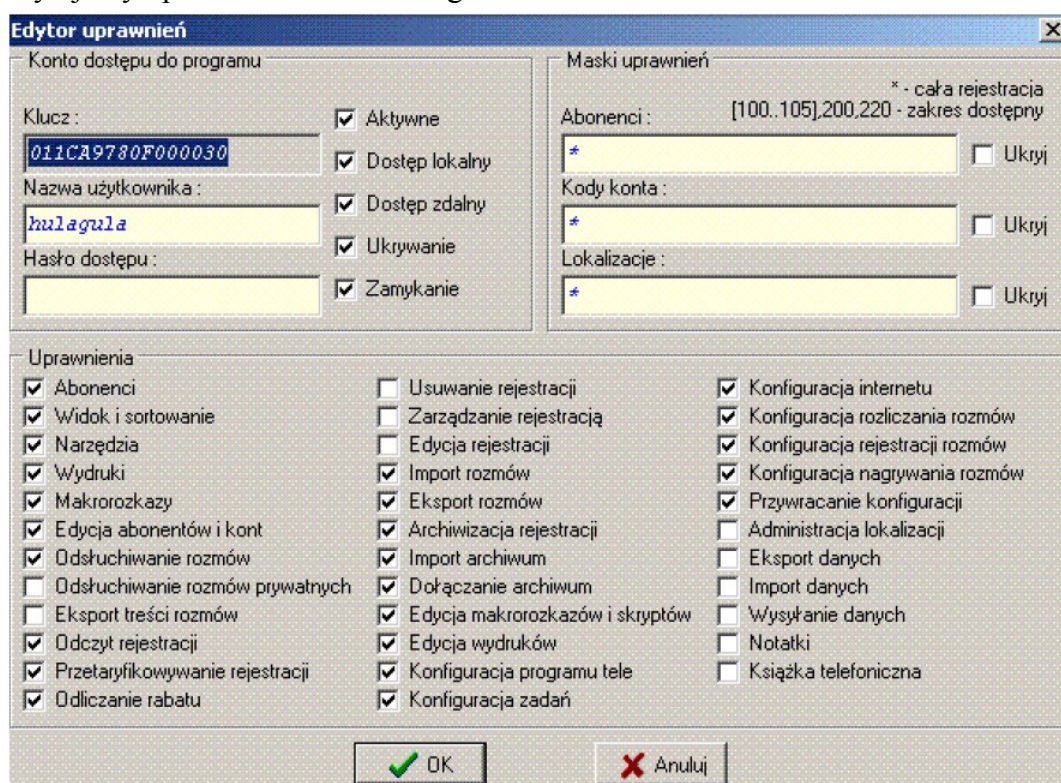 Edytor uprawnień
Konto dostępu do programu
Klucz :
011CA9780F000030
Nazwa użytkownika :
hulagula
Hasło dostępu :
Aktywne
Dostęp lokalny
Dostęp zdalny
Ukrywanie
Zamykanie
Maski uprawnień
* - cała rejestracja
[100..105],200,220 - zakres dostępny
Abonenci :
* Ukryj
Kody konta :
* Ukryj
Lokalizacje :
* Ukryj
Uprawnienia
Abonenci
Widok i sortowanie
Narzędzia
Wydruki
Makrorozkazy
Edycja abonentów i kont
Odsłuchiwanie rozmów
Odsłuchiwanie rozmów prywatnych
Eksport treści rozmów
Odczyt rejestracji
Przetaryfikowywanie rejestracji
Odliczanie rabatu
Usuwanie rejestracji
Zarządzanie rejestracją
Edycja rejestracji
Import rozmów
Eksport rozmów
Archiwizacja rejestracji
Import archiwum
Dołączanie archiwum
Edycja makrorozkazów i skryptów
Edycja wydruków
Konfiguracja programu tele
Konfiguracja zadań
Konfiguracja internetu
Konfiguracja rozliczania rozmów
Konfiguracja rejestracji rozmów
Konfiguracja nagrywania rozmów
Przywracanie konfiguracji
Administracja lokalizacji
Eksport danych
Import danych
Wysyłanie danych
Notatki
Książka telefoniczna
OK
Anuluj